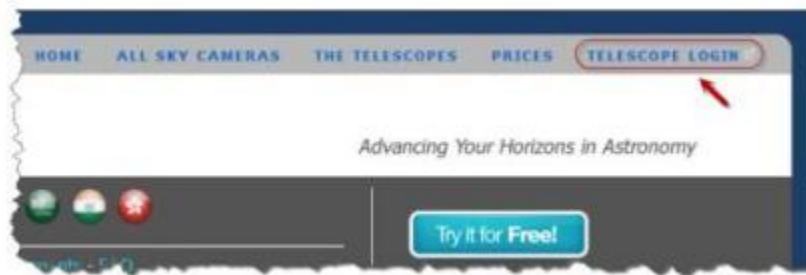 HOME ALL SKY CAMERAS THE TELESCOPES PRICES TELESCOPE LOGIN
Advancing Your Horizons in Astronomy
Try it for Free!